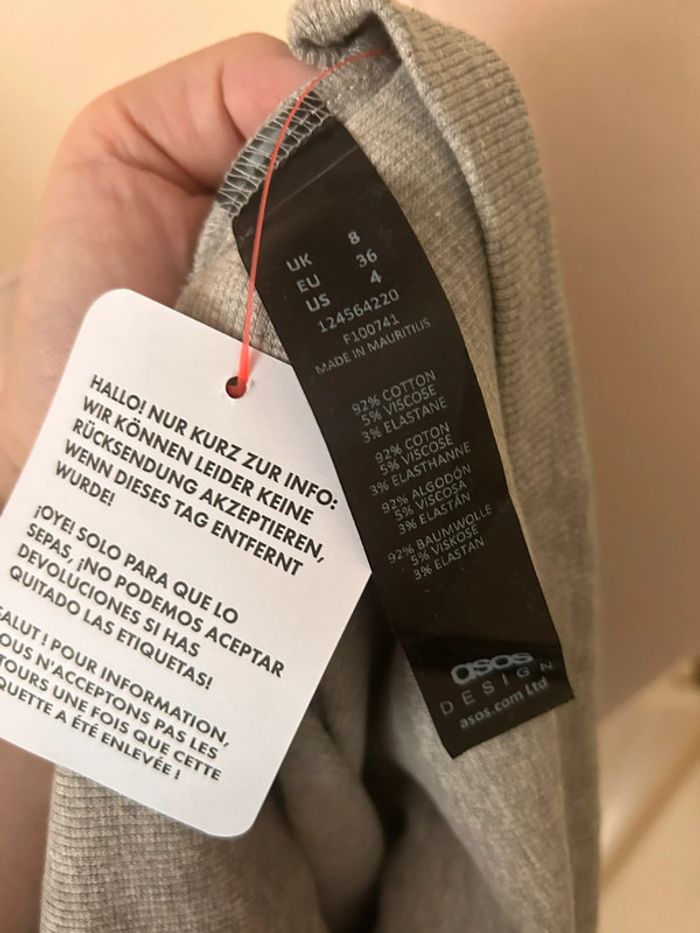 UK 8
EU 36
US 4
124564220
F100741
MADE IN MAURITIUS
92% COTTON
5% VISCOSE
3% ELASTANE
92% COTON
5% VISCOSE
3% ELASTHANNE
92% ALGODÓN
5% VISCOSA
3% ELASTÁN
92% BAUMWOLLE
5% VISKOSE
3% ELASTAN
asos
DESIGN
asos.com Ltd
HALLO! NUR KURZ ZUR INFO:
WIR KÖNNEN LEIDER KEINE
RÜCKSENDUNG AKZEPTIEREN,
WENN DIESES TAG ENTFERNT
WURDE!
¡OYE! SOLO PARA QUE LO
SEPAS, ¡NO PODEMOS ACEPTAR
DEVOLUCIONES SI HAS
QUITADO LAS ETIQUETAS!
SALUT ! POUR INFORMATION,
OUS N'ACCEPTONS PAS LES
TOURS UNE FOIS QUE CETTE
QUETTE A ÉTÉ ENLEVÉE !